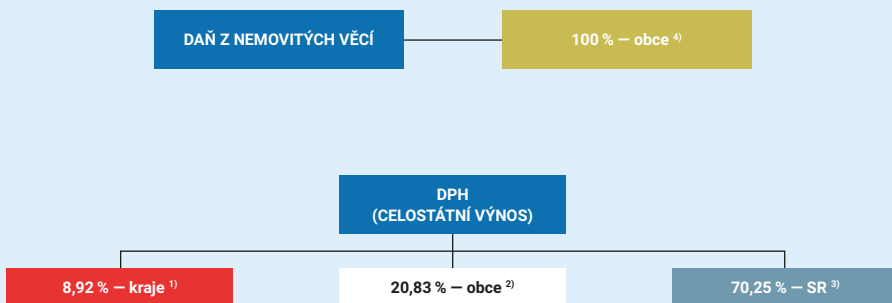 DAŇ Z NEMOVITÝCH VĚCÍ
100 % — obce 4)
DPH
(CELOSTÁTNÍ VÝNOS)
8,92 % — kraje 1)
20,83 % — obce 2)
70,25 % — SR 3)